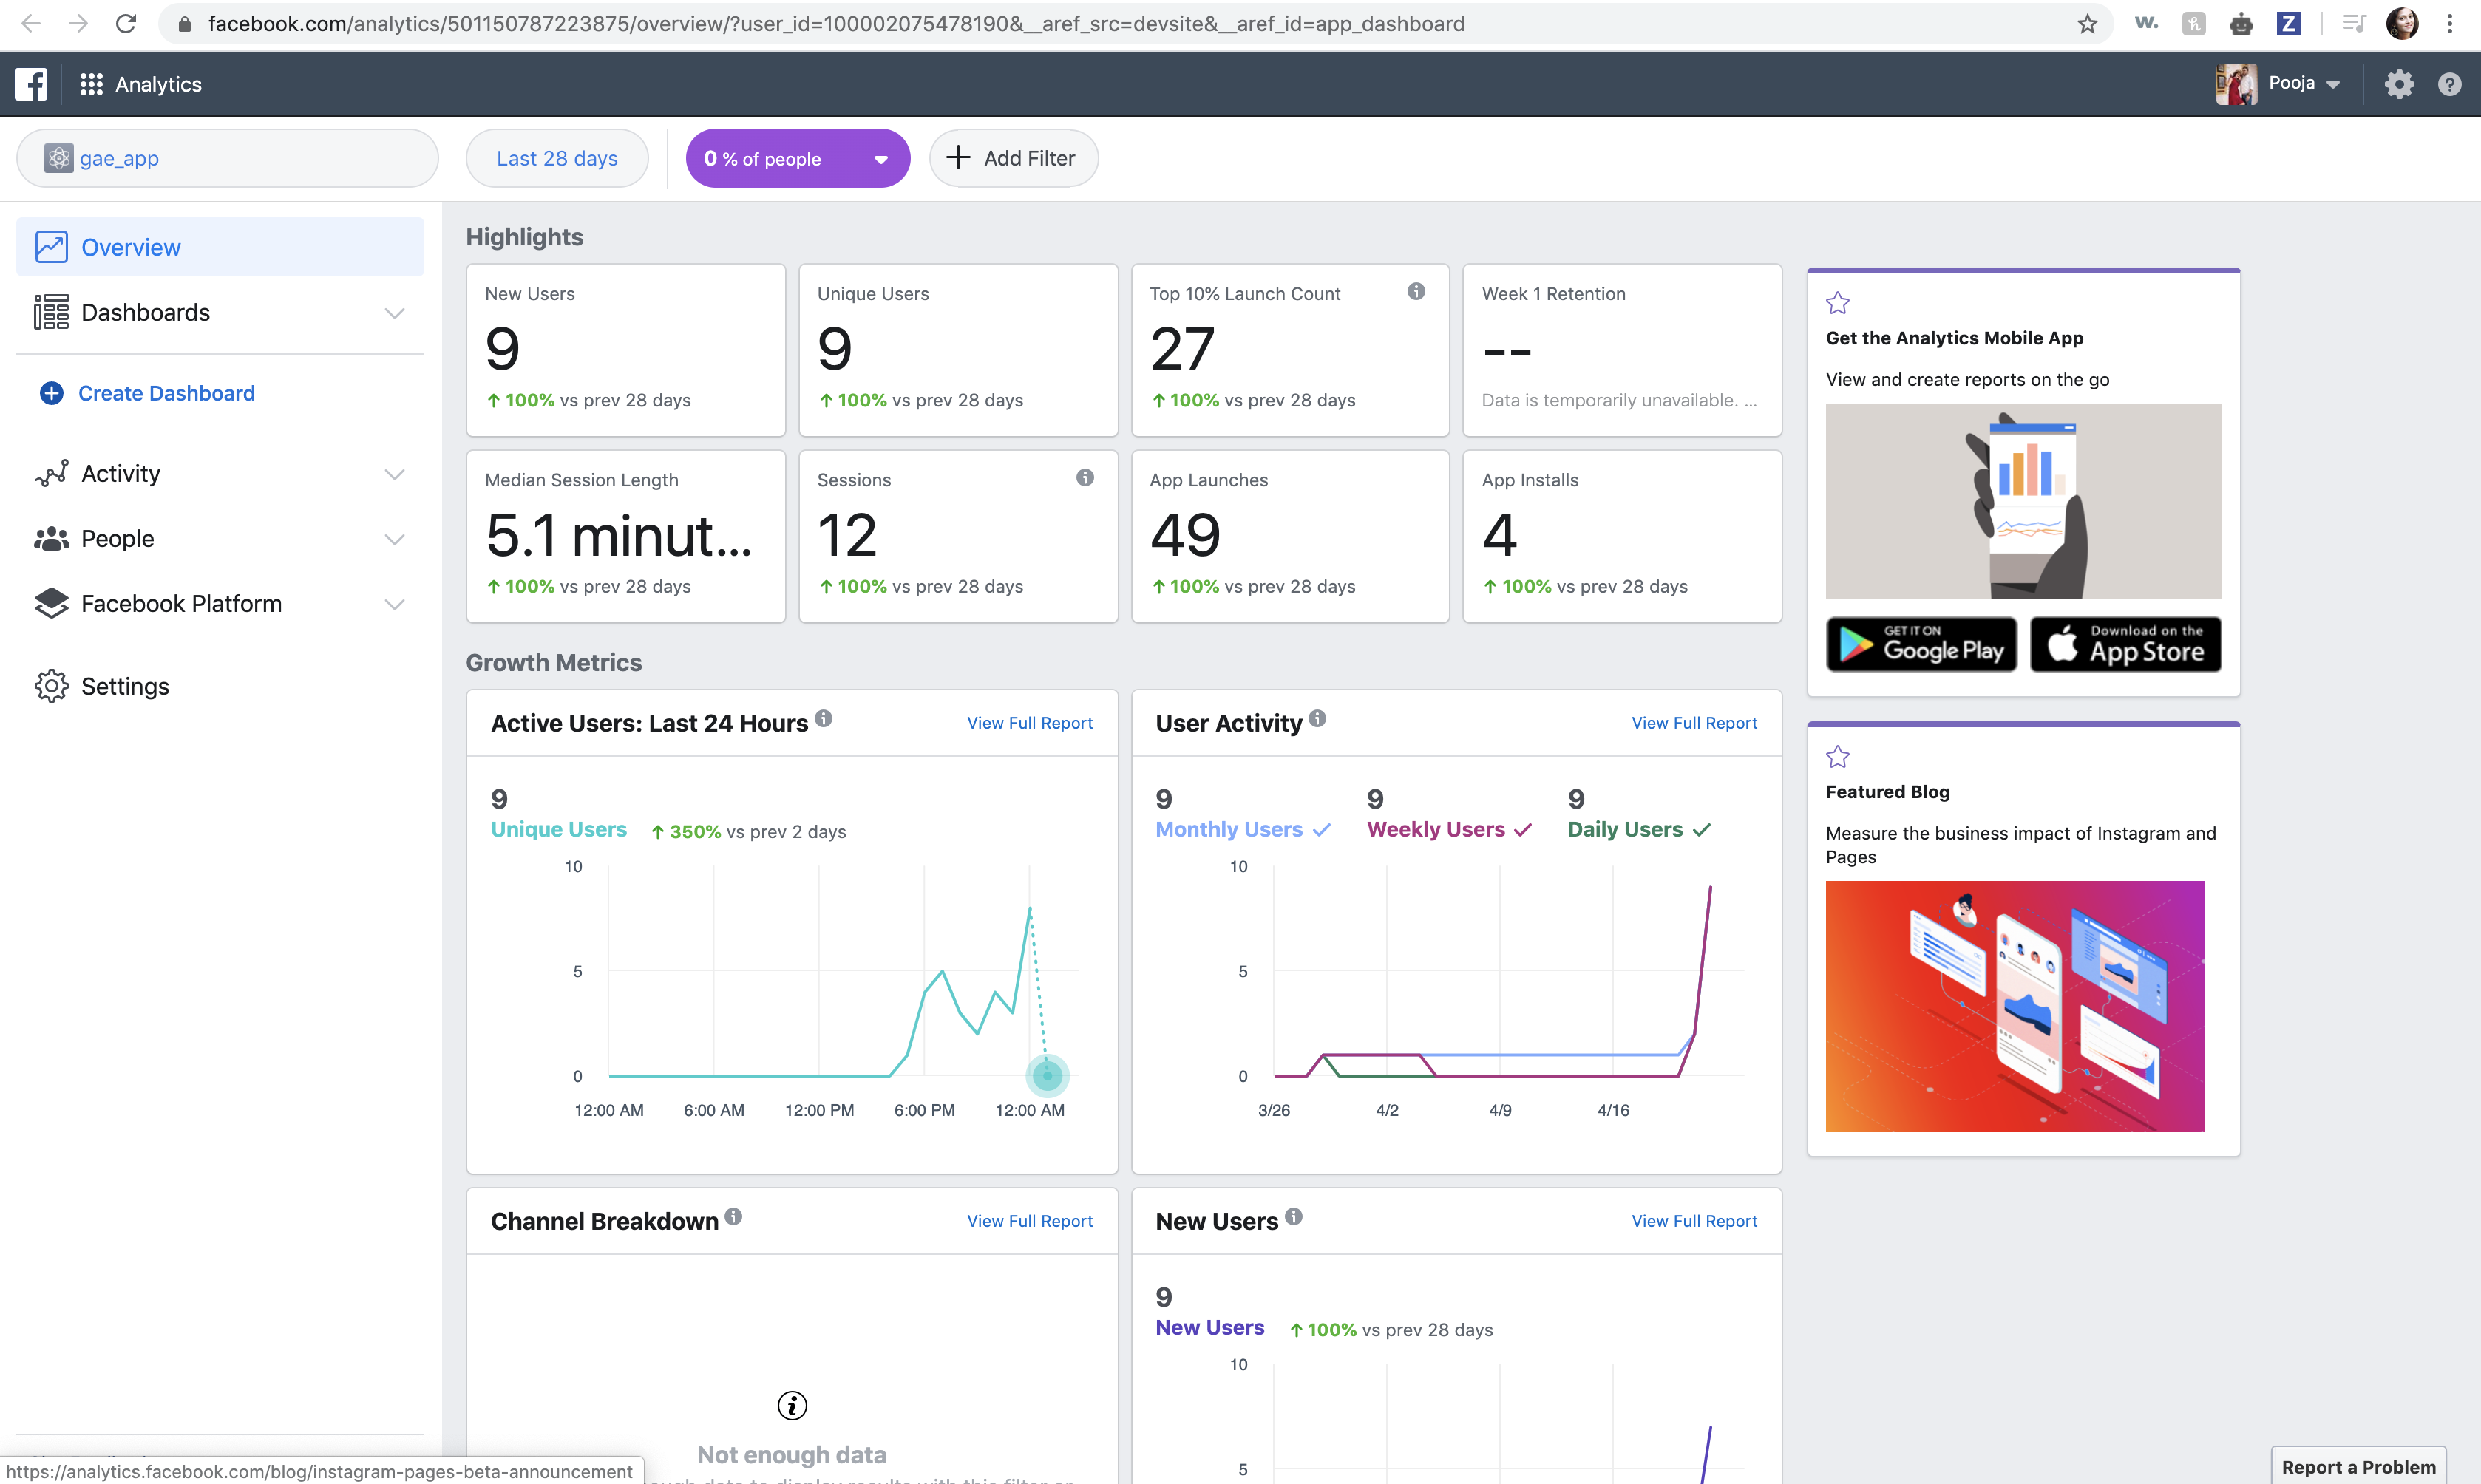 facebook.com/analytics/501150787223875/overview/?user_id=100002075478190&__aref_src=devsite&__aref_id=app_dashboard
w.
h
Z
Analytics
Pooja
gae_app
Last 28 days
0 % of people
Add Filter
Overview
Dashboards
Create Dashboard
Activity
People
Facebook Platform
Settings
Highlights
New Users
9
100% vs prev 28 days
Unique Users
9
100% vs prev 28 days
Top 10% Launch Count
27
100% vs prev 28 days
Week 1 Retention
--
Data is temporarily unavailable. ...
Median Session Length
5.1 minut...
100% vs prev 28 days
Sessions
12
100% vs prev 28 days
App Launches
49
100% vs prev 28 days
App Installs
4
100% vs prev 28 days
Growth Metrics
Active Users: Last 24 Hours
View Full Report
9
Unique Users
350% vs prev 2 days
10
5
0
12:00 AM 6:00 AM 12:00 PM 6:00 PM 12:00 AM
User Activity
View Full Report
9
Monthly Users
9
Weekly Users
9
Daily Users
10
5
0
3/26 4/2 4/9 4/16
Channel Breakdown
View Full Report
Not enough data
New Users
View Full Report
9
New Users
100% vs prev 28 days
10
5
Get the Analytics Mobile App
View and create reports on the go
GET IT ON
Google Play
Download on the
App Store
Featured Blog
Measure the business impact of Instagram and
Pages
https://analytics.facebook.com/blog/instagram-pages-beta-announcement
Report a Problem